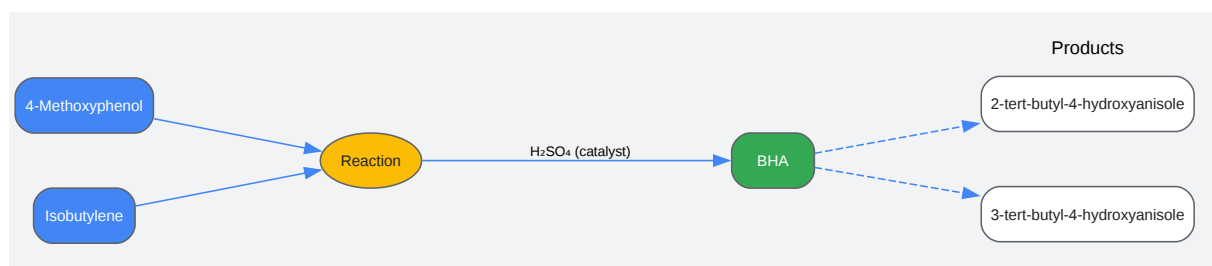 Products
4-Methoxyphenol
2-tert-butyl-4-hydroxyanisole
H₂SO₄ (catalyst)
Reaction
BHA
Isobutylene
3-tert-butyl-4-hydroxyanisole